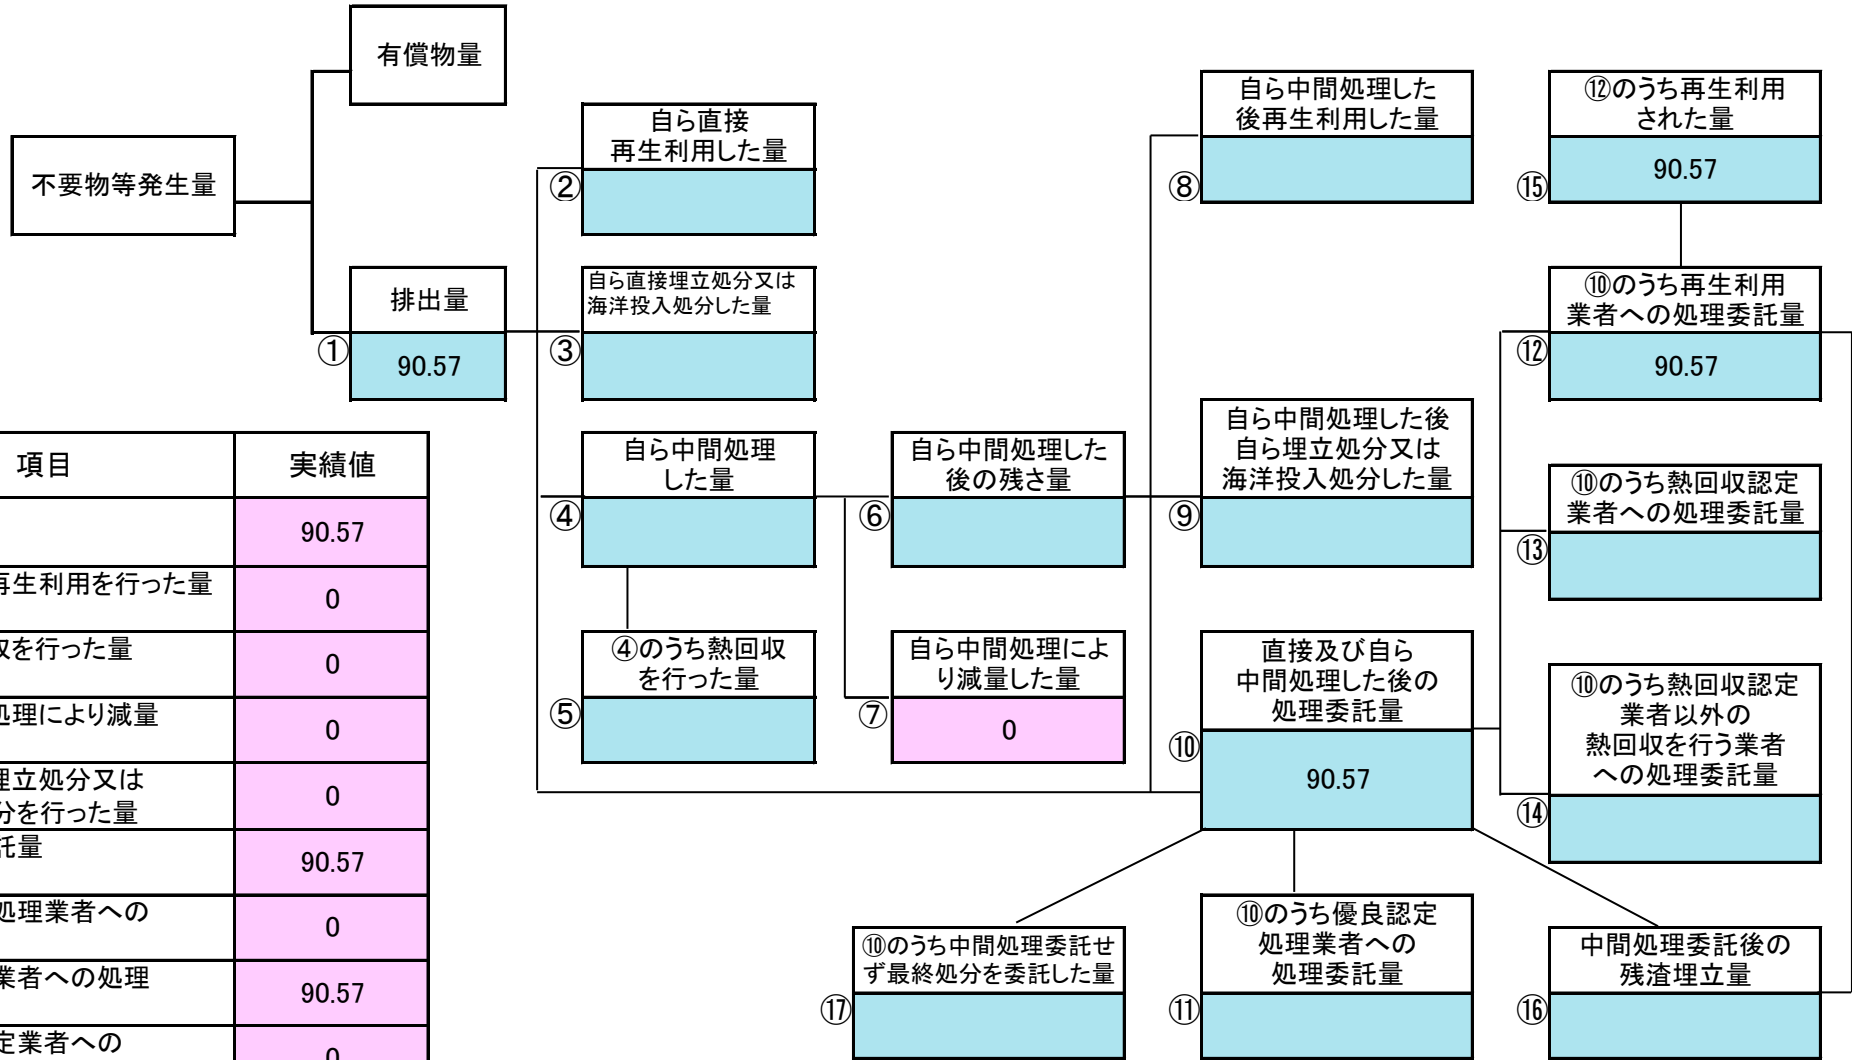 有償物量
不要物等発生量
排出量
①
90.57
自ら直接
再生利用した量
②
自ら直接埋立処分又は
海洋投入処分した量
③
自ら中間処理
した量
④
④のうち熱回収
を行った量
⑤
自ら中間処理した
後の残さ量
⑥
自ら中間処理によ
り減量した量
⑦
0
自ら中間処理した
後再生利用した量
⑧
自ら中間処理した後
自ら埋立処分又は
海洋投入処分した量
⑨
直接及び自ら
中間処理した後の
処理委託量
⑩
90.57
⑩のうち優良認定
処理業者への
処理委託量
⑪
⑩のうち中間処理委託せ
ず最終処分を委託した量
⑰
⑫のうち再生利用
された量
⑮
90.57
⑩のうち再生利用
業者への処理委託量
⑫
90.57
⑩のうち熱回収認定
業者への処理委託量
⑬
⑩のうち熱回収認定
業者以外の
熱回収を行う業者
への処理委託量
⑭
中間処理委託後の
残渣埋立量
⑯
項目 実績値
90.57
再生利用を行った量 0
を行った量 0
処理により減量 0
埋立処分又は
分を行った量 0
託量 90.57
処理業者への 0
業者への処理 90.57
定業者への 0